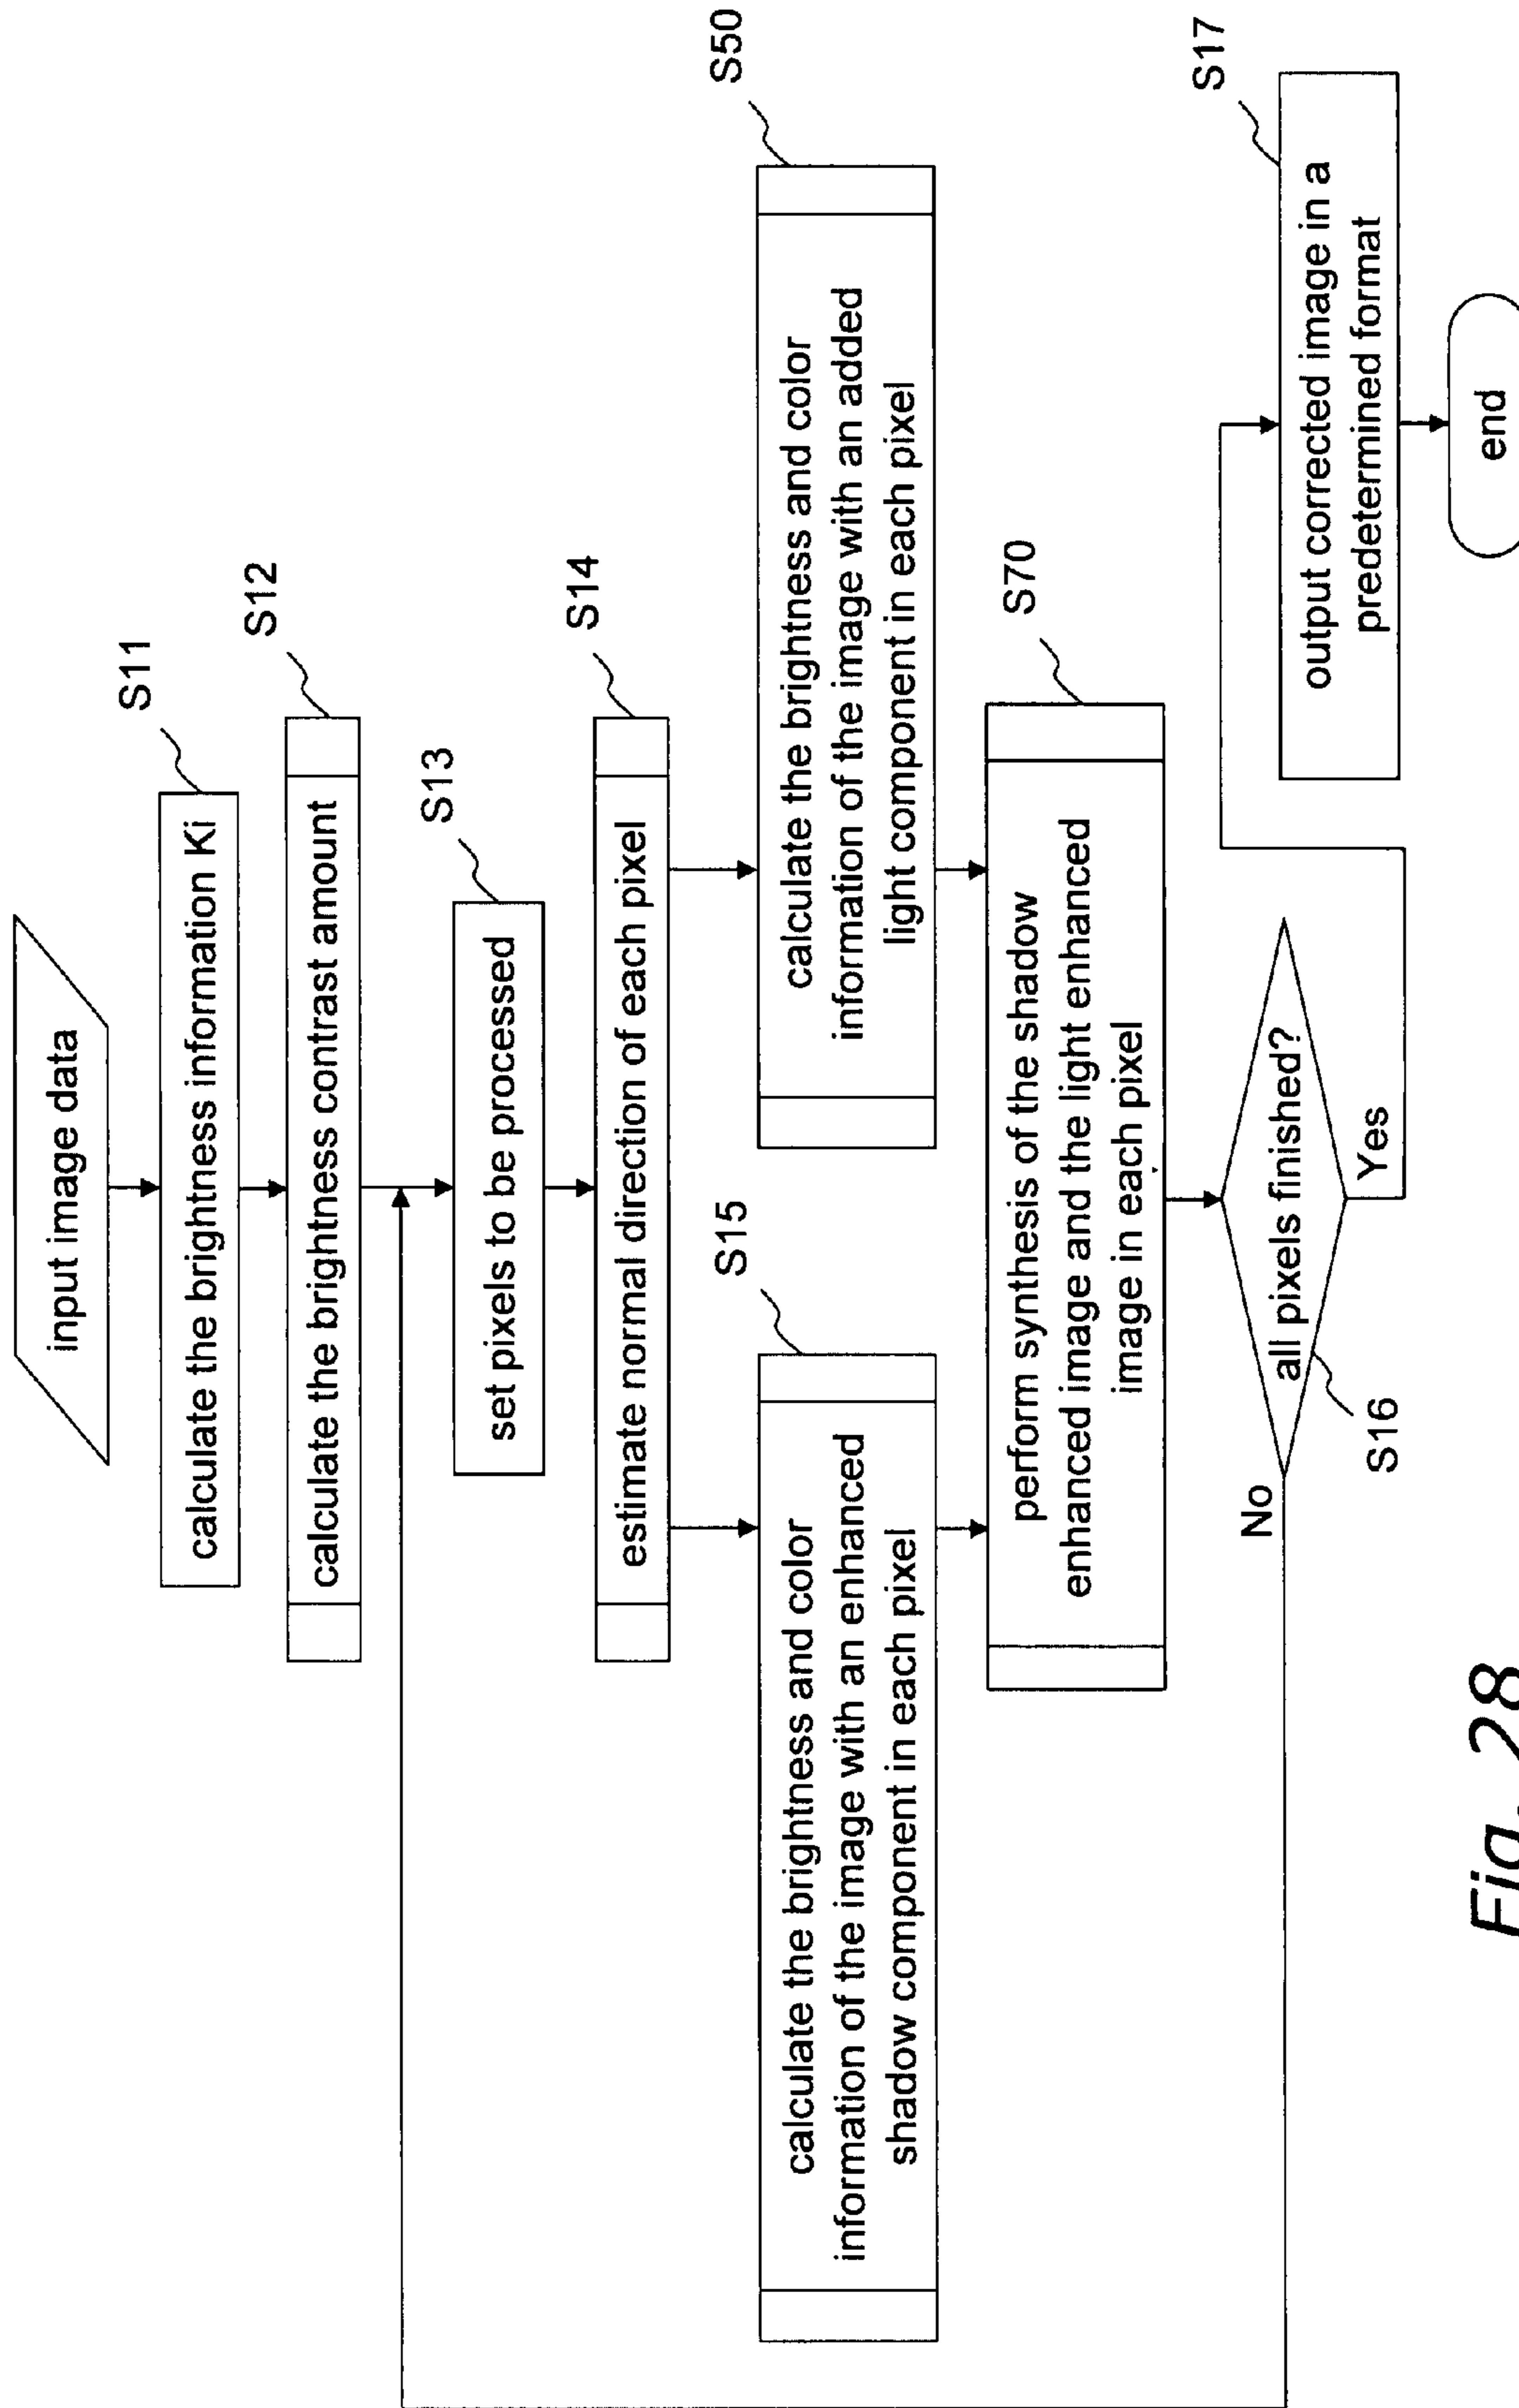 input image data
S11
calculate the brightness information Ki
S12
calculate the brightness contrast amount
S13
set pixels to be processed
S14
estimate normal direction of each pixel
S15
calculate the brightness and color
information of the image with an enhanced
shadow component in each pixel
S50
calculate the brightness and color
information of the image with an added
light component in each pixel
S70
perform synthesis of the shadow
enhanced image and the light enhanced
image in each pixel
No
all pixels finished?
S16
Yes
S17
output corrected image in a
predetermined format
end
Fig. 28